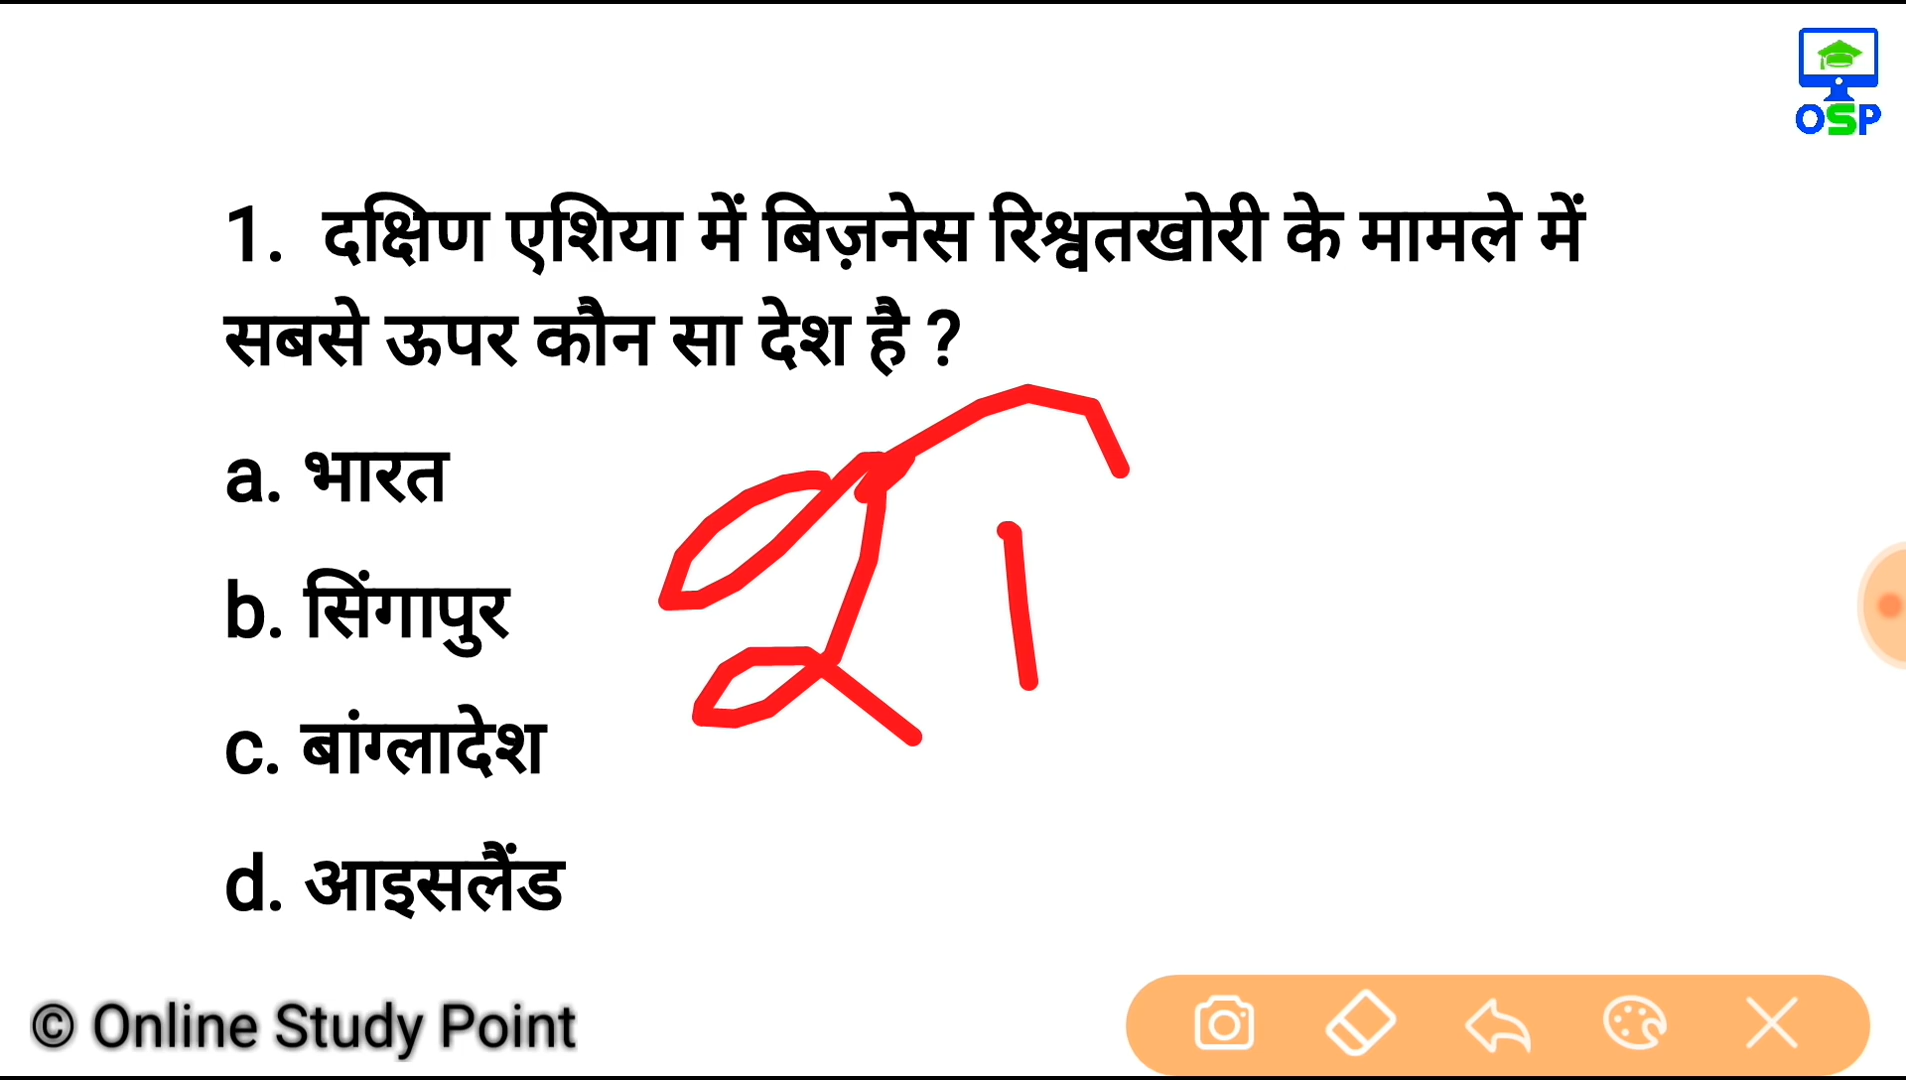 OSP
1. दक्षिण एशिया में बिज़नेस रिश्वतखोरी के मामले में
सबसे ऊपर कौन सा देश है ?
a. भारत
b. सिंगापुर
c. बांग्लादेश
d. आइसलैंड
© Online Study Point